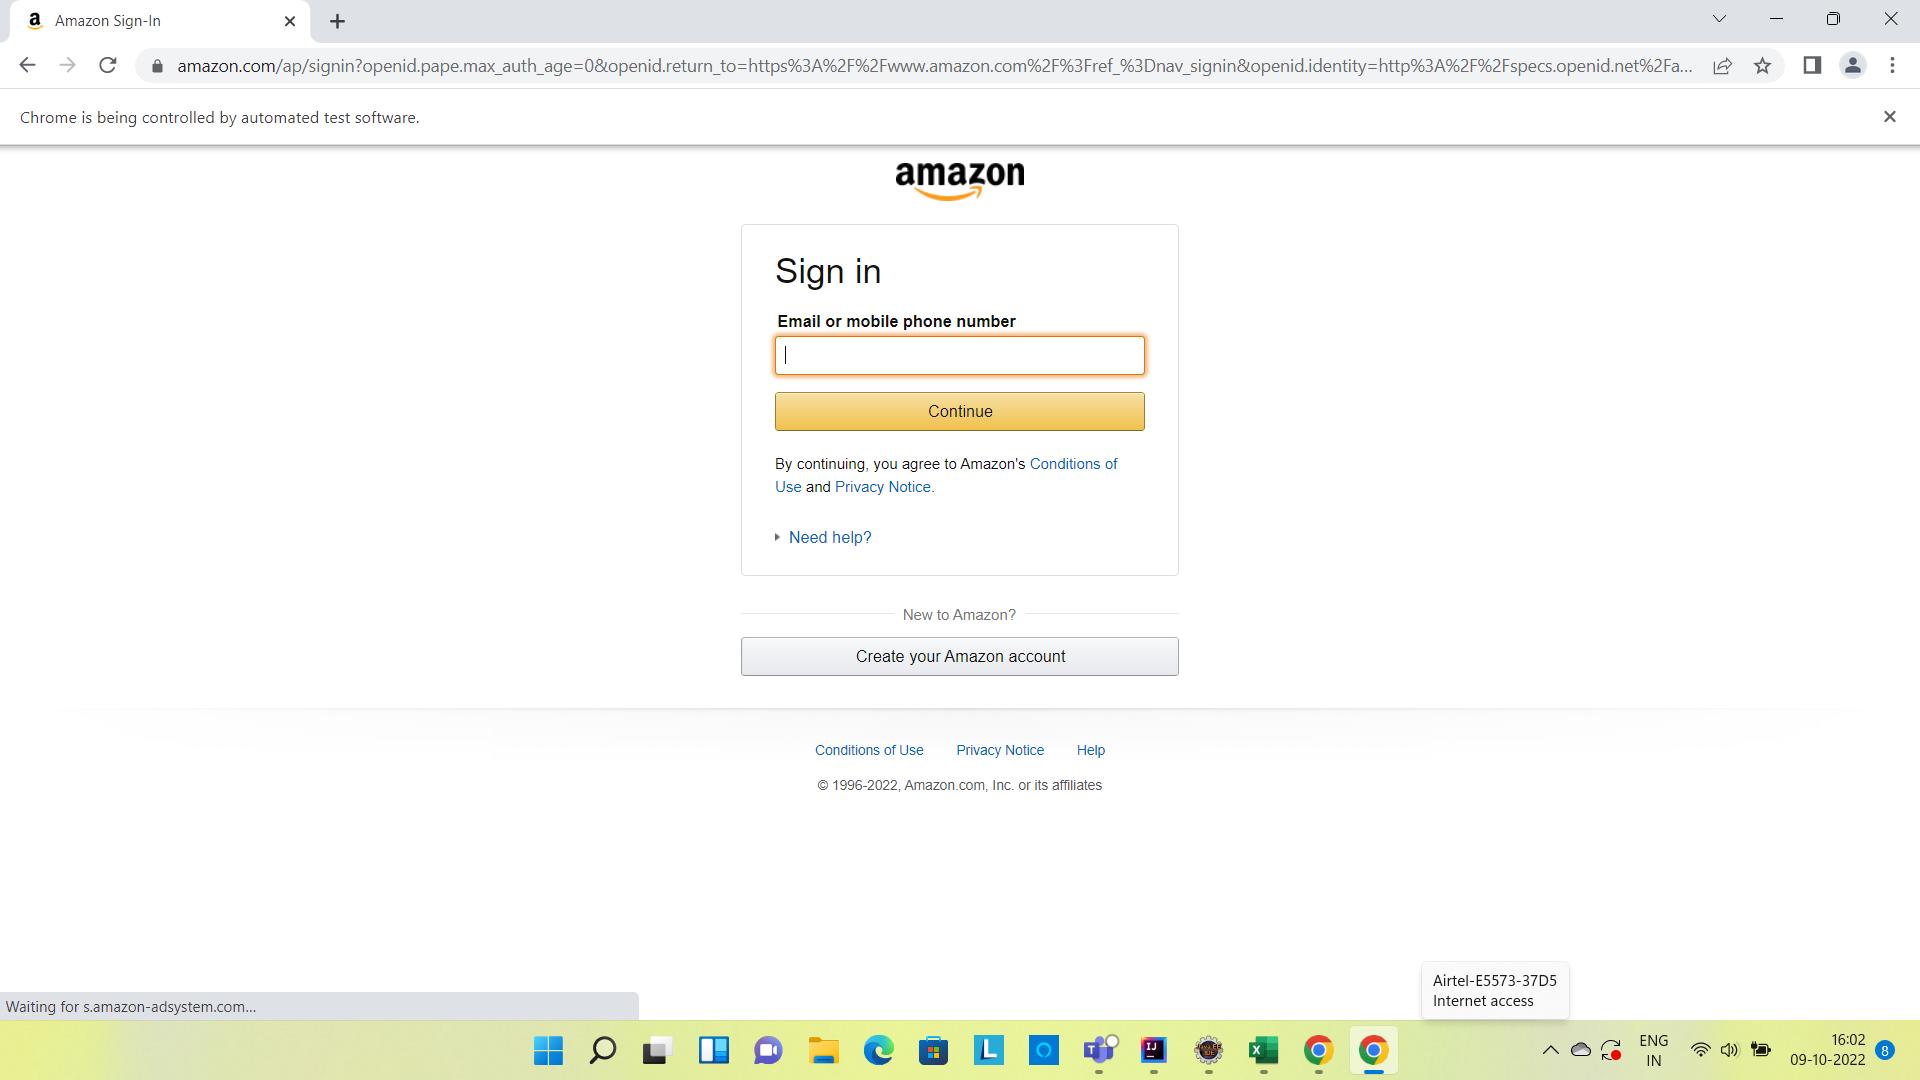 Amazon Sign-In
amazon.com/ap/signin?openid.pape.max_auth_age=0&openid.return_to=https%3A%2F%2Fwww.amazon.com%2F%3Fref_%3Dnav_signin&openid.identity=http%3A%2F%2Fspecs.openid.net%2Fa...
Chrome is being controlled by automated test software.
amazon
Sign in
Email or mobile phone number
Continue
By continuing, you agree to Amazon's Conditions of
Use and Privacy Notice.
Need help?
New to Amazon?
Create your Amazon account
Conditions of Use Privacy Notice Help
© 1996-2022, Amazon.com, Inc. or its affiliates
Airtel-E5573-37D5
Internet access
Waiting for s.amazon-adsystem.com...
ENG
IN
16:02
09-10-2022
8